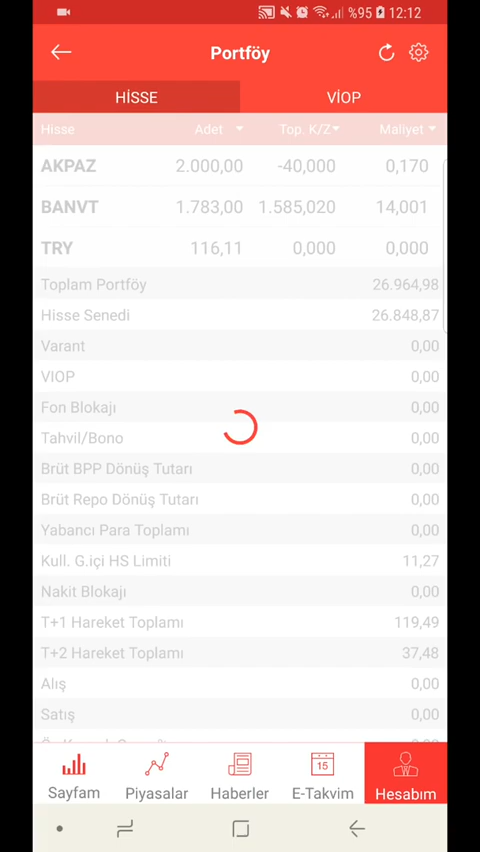 %95 12:12
Portföy
HİSSE VİOP
Hisse Adet Top. K/Z Maliyet
AKPAZ 2.000,00 -40,000 0,170
BANVT 1.783,00 1.585,020 14,001
TRY 116,11 0,000 0,000
Toplam Portföy 26.964,98
Hisse Senedi 26.848,87
Varant 0,00
VIOP 0,00
Fon Blokajı 0,00
Tahvil/Bono 0,00
Brüt BPP Dönüş Tutarı 0,00
Brüt Repo Dönüş Tutarı 0,00
Yabancı Para Toplamı 0,00
Kull. G.içi HS Limiti 11,27
Nakit Blokajı 0,00
T+1 Hareket Toplamı 119,49
T+2 Hareket Toplamı 37,48
Alış 0,00
Satış 0,00
15
Sayfam Piyasalar Haberler E-Takvim Hesabım